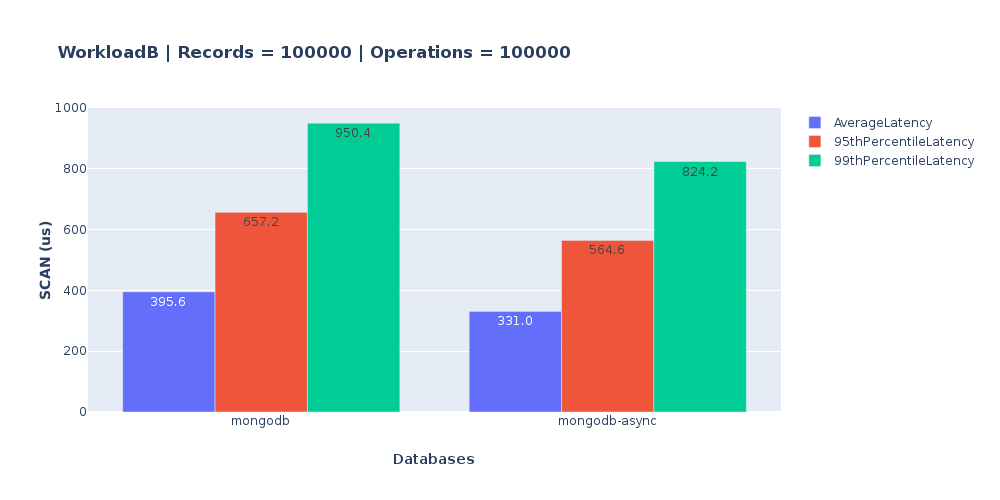 WorkloadB | Records = 100000 | Operations = 100000
AverageLatency
95thPercentileLatency
99thPercentileLatency
SCAN (us)
1000
800
600
400
200
0
395.6
657.2
950.4
331.0
564.6
824.2
mongodb
mongodb-async
Databases